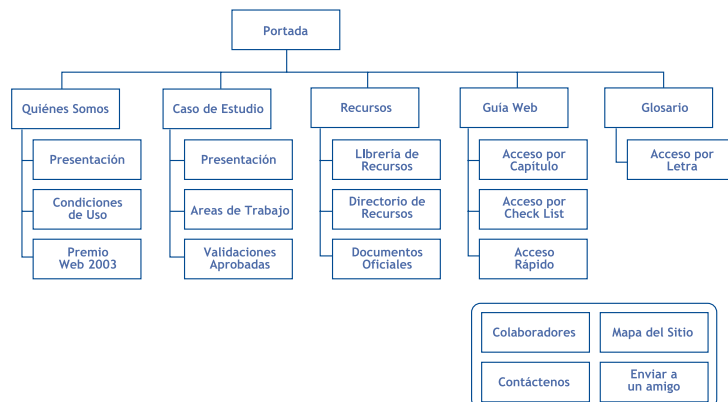 Portada
Quiénes Somos
Caso de Estudio
Recursos
Guía Web
Glosario
Presentación
Presentación
LIbrería de
Recursos
Acceso por
Capítulo
Acceso por
Letra
Condiciones
de Uso
Areas de Trabajo
Directorio de
Recursos
Acceso por
Check List
Premio
Web 2003
Validaciones
Aprobadas
Documentos
Oficiales
Acceso
Rápido
Colaboradores
Mapa del Sitio
Contáctenos
Enviar a
un amigo